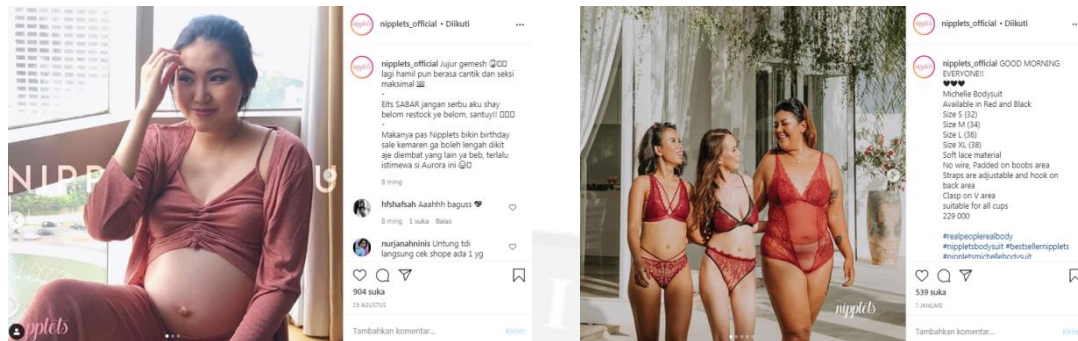 NIPP
U
nipplets
nipplets_official • Diikuti
nipplets_official Jujur gemesh
lagi hamil pun berasa cantik dan seksi
maksimal
-
Eits SABAR jangan serbu aku shay
belom restock ye belom, santuy!!
-
Makanya pas Nipplets bikin birthday
sale kemaren ga boleh lengah dikit
aje diembat yang lain ya beb, terlalu
istimewa si Aurora ini
8 ming
hfshafsah Aaahhh baguss
8 ming 1 suka Balas
nurjanahninis Untung tdi
langsung cek shope ada 1 yg
904 suka
19 AGUSTUS
Tambahkan komentar...
Kirim
nipplets
nipplets_official • Diikuti
nipplets_official GOOD MORNING
EVERYONE!!
♥♥♥
Michelle Bodysuit
Available in Red and Black
Size S (32)
Size M (34)
Size L (36)
Size XL (38)
Soft lace material
No wire, Padded on boobs area
Straps are adjustable and hook on
back area
Clasp on V area
suitable for all cups
229 000
#realpeoplerealbody
#nippletsbodysuit #bestsellernipplets
#nippletsmichellebodysuit
539 suka
7 JANUARI
Tambahkan komentar...
Kirim